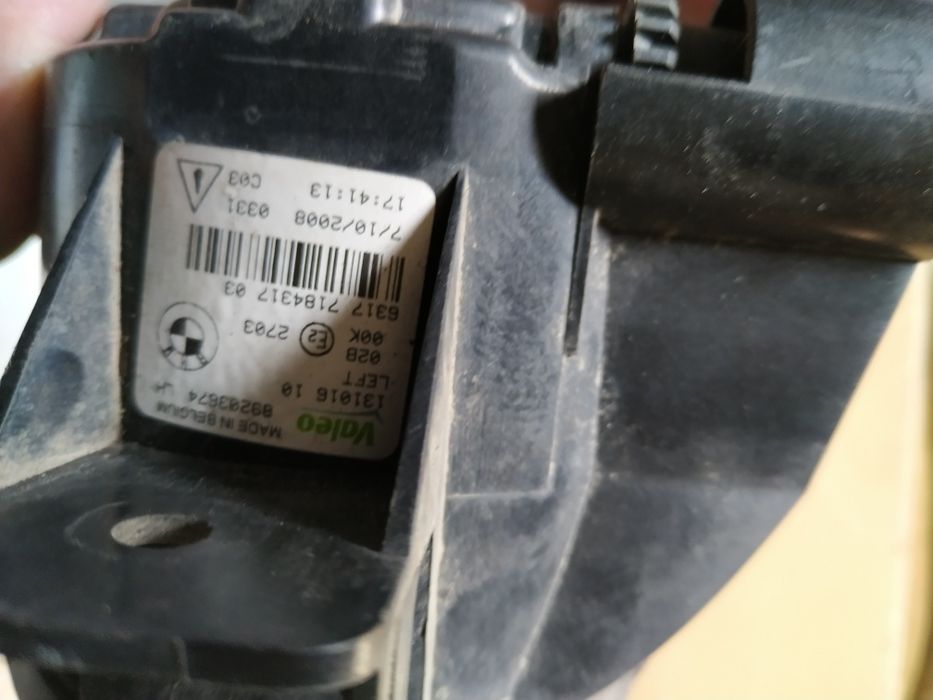 Valeo MADE IN BELGIUM
131016 10 89203674
LEFT
02B
00K E2 2703
6317 7184317 03
7/10/2008 0331
17:41:13 C03